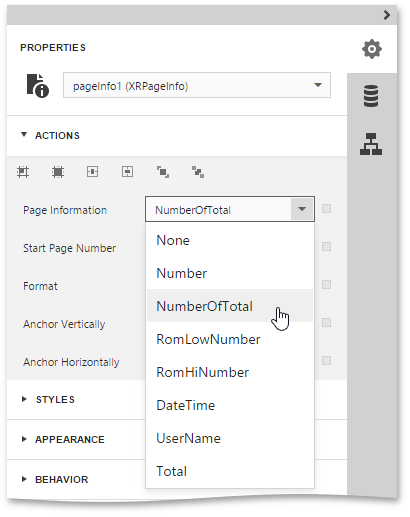 PROPERTIES
pageInfo1 (XRPageInfo)
ACTIONS
Page Information
NumberOfTotal
None
Start Page Number
Number
Format
NumberOfTotal
Anchor Vertically
RomLowNumber
Anchor Horizontally
RomHiNumber
STYLES
DateTime
APPEARANCE
UserName
BEHAVIOR
Total